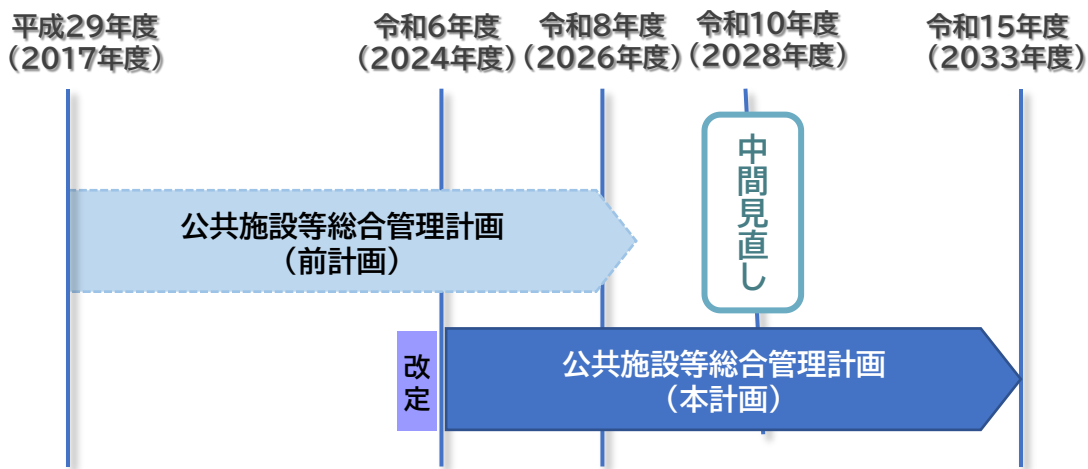 平成29年度
（2017年度）
令和6年度
（2024年度）
令和8年度
（2026年度）
令和10年度
（2028年度）
令和15年度
（2033年度）
中間見直し
公共施設等総合管理計画
（前計画）
改定
公共施設等総合管理計画
（本計画）